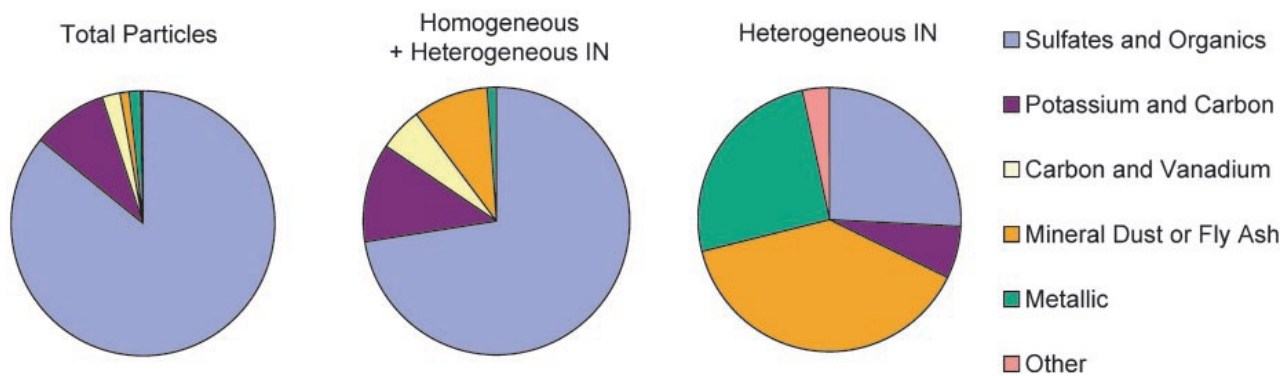 Total Particles
Homogeneous
+ Heterogeneous IN
Heterogeneous IN
Sulfates and Organics
Potassium and Carbon
Carbon and Vanadium
Mineral Dust or Fly Ash
Metallic
Other